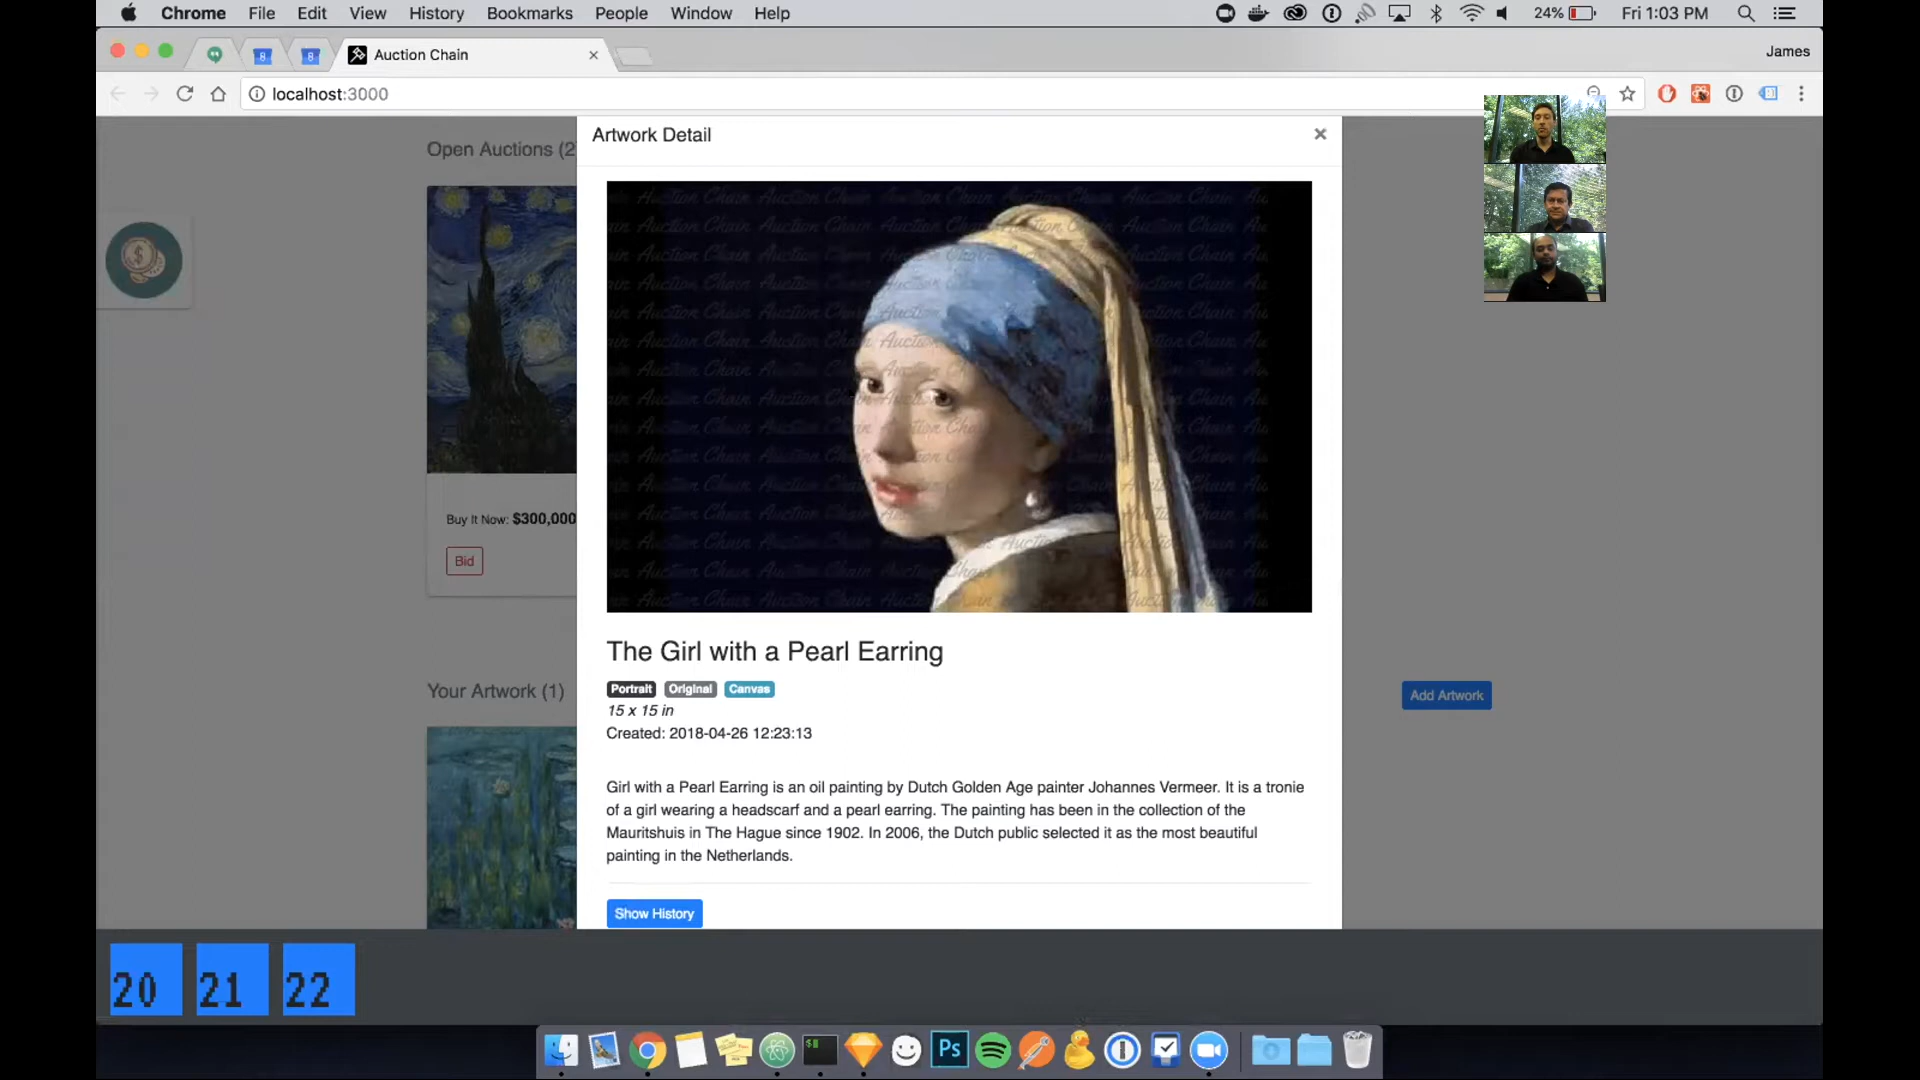 Chrome File Edit View History Bookmarks People Window Help 24% Fri 1:03 PM
Auction Chain James
localhost:3000
Artwork Detail
Open Auctions (2
Auction Chain
Buy It Now: $300,000
Bid
The Girl with a Pearl Earring
Portrait Original Canvas
15 x 15 in
Created: 2018-04-26 12:23:13
Your Artwork (1)
Add Artwork
Girl with a Pearl Earring is an oil painting by Dutch Golden Age painter Johannes Vermeer. It is a tronie
of a girl wearing a headscarf and a pearl earring. The painting has been in the collection of the
Mauritshuis in The Hague since 1902. In 2006, the Dutch public selected it as the most beautiful
painting in the Netherlands.
Show History
20 21 22
Ps